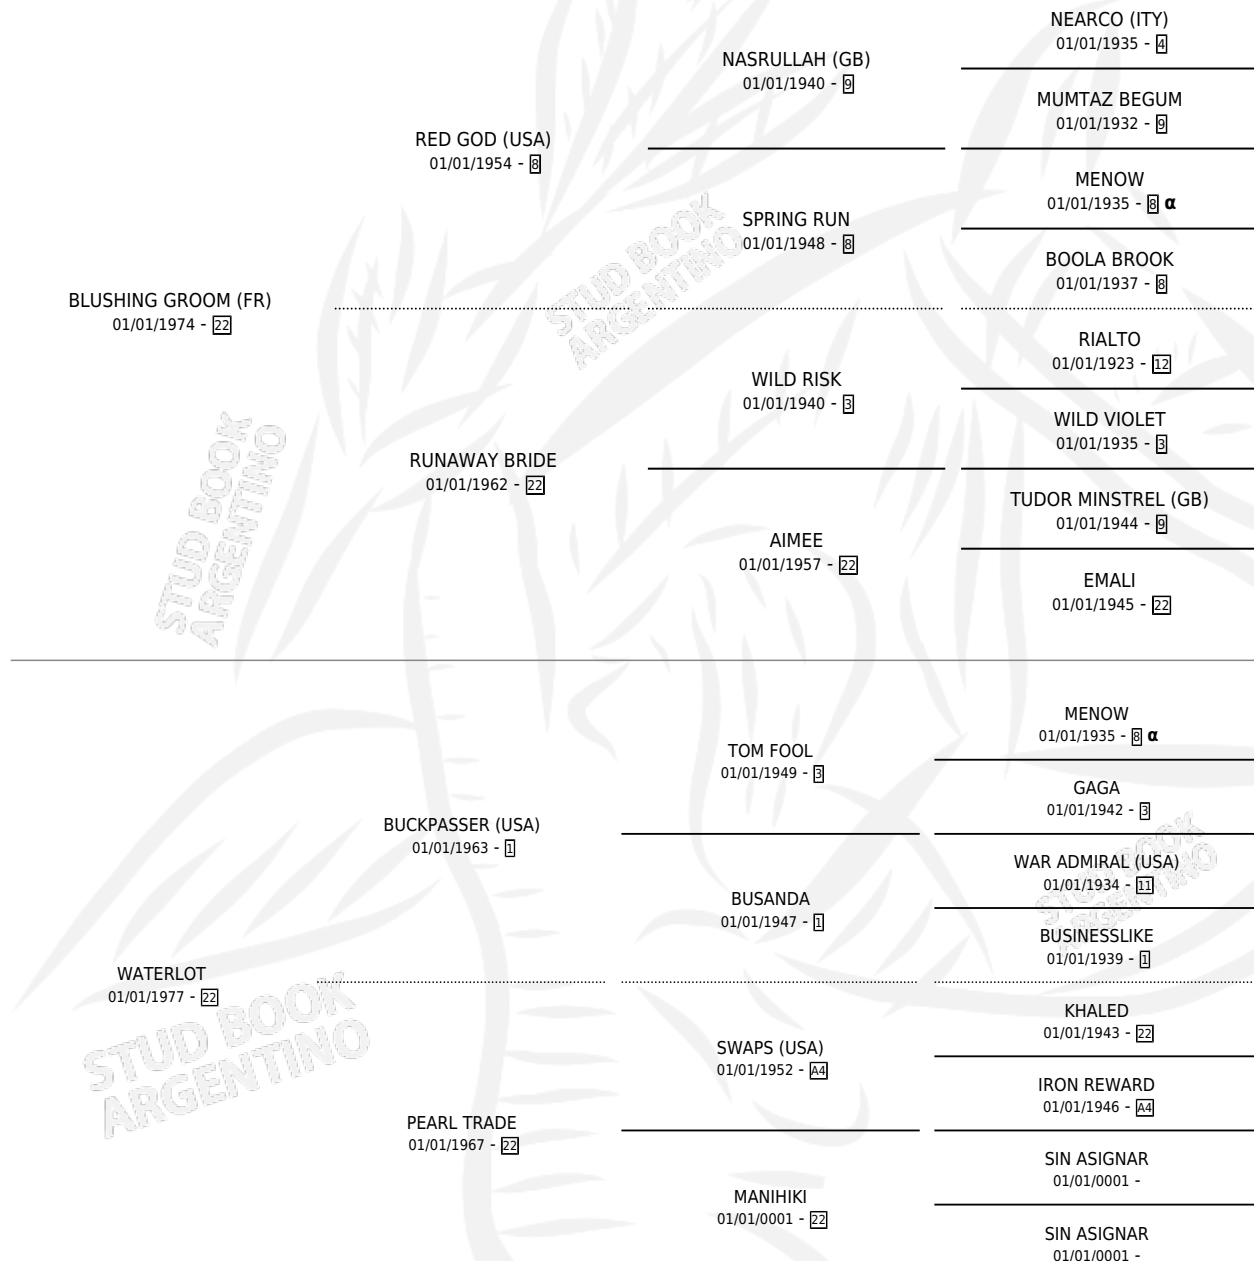 NEARCO (ITY)
01/01/1935 - 4
NASRULLAH (GB)
01/01/1940 - 9
MUMTAZ BEGUM
01/01/1932 - 9
RED GOD (USA)
01/01/1954 - 8
MENOW
01/01/1935 - 8 α
SPRING RUN
01/01/1948 - 8
BOOLA BROOK
01/01/1937 - 8
BLUSHING GROOM (FR)
01/01/1974 - 22
RIALTO
01/01/1923 - 12
WILD RISK
01/01/1940 - 3
WILD VIOLET
01/01/1935 - 3
RUNAWAY BRIDE
01/01/1962 - 22
TUDOR MINSTREL (GB)
01/01/1944 - 9
AIMEE
01/01/1957 - 22
EMALI
01/01/1945 - 22
STUD BOOK
ARGENTINO
STUD BOOK
ARGENTINO
MENOW
01/01/1935 - 8 α
TOM FOOL
01/01/1949 - 3
GAGA
01/01/1942 - 3
BUCKPASSER (USA)
01/01/1963 - 1
WAR ADMIRAL (USA)
01/01/1934 - 11
BUSANDA
01/01/1947 - 1
BUSINESSLIKE
01/01/1939 - 1
STUD BOOK
ARGENTINO
WATERLOT
01/01/1977 - 22
KHALED
01/01/1943 - 22
SWAPS (USA)
01/01/1952 - A4
IRON REWARD
01/01/1946 - A4
STUD BOOK
ARGENTINO
PEARL TRADE
01/01/1967 - 22
SIN ASIGNAR
01/01/0001 -
MANIHIKI
01/01/0001 - 22
SIN ASIGNAR
01/01/0001 -